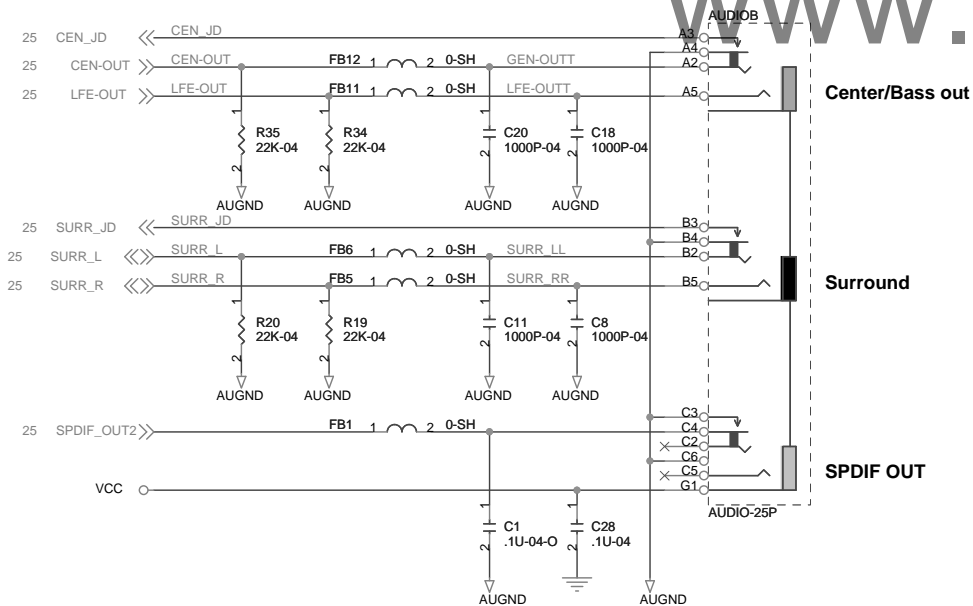 www.
AUDIOB
25 CEN_JD CEN_JD A3
A4
25 CEN-OUT CEN-OUT FB12 1 2 0-SH GEN-OUTT A2
25 LFE-OUT LFE-OUT FB11 1 2 0-SH LFE-OUTT A5 Center/Bass out
1 1 1 1
R35 R34 C20 C18
22K-04 22K-04 1000P-04 1000P-04
2 2 2 2
AUGND AUGND AUGND AUGND
25 SURR_JD SURR_JD B3
B4
25 SURR_L SURR_L FB6 1 2 0-SH SURR_LL B2
25 SURR_R SURR_R FB5 1 2 0-SH SURR_RR B5 Surround
1 1 1 1
R20 R19 C11 C8
22K-04 22K-04 1000P-04 1000P-04
2 2 2 2
AUGND AUGND AUGND AUGND
C3
25 SPDIF_OUT2 FB1 1 2 0-SH C4
C2
C6
C5 SPDIF OUT
VCC G1
AUDIO-25P
1 1
C1 C28
.1U-04-O .1U-04
2 2
AUGND AUGND